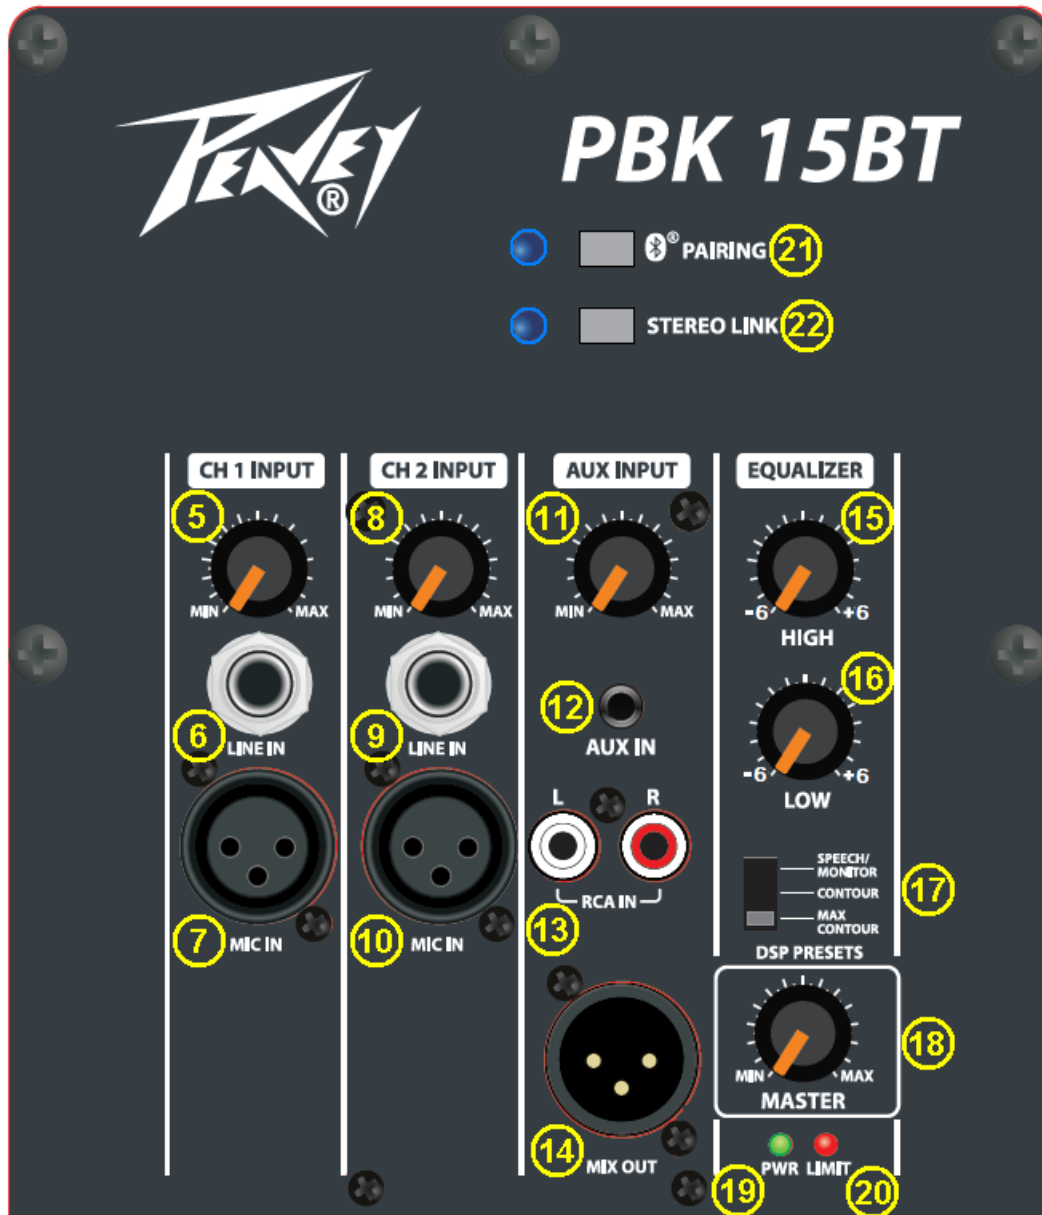 PEAVEY®
PBK 15BT
® PAIRING 21
STEREO LINK 22
CH 1 INPUT
5
MIN MAX
6
LINE IN
7
MIC IN
CH 2 INPUT
8
MIN MAX
9
LINE IN
10
MIC IN
AUX INPUT
11
MIN MAX
12
AUX IN
L R
RCA IN
13
14
MIX OUT
EQUALIZER
15
-6 +6
HIGH
16
-6 +6
LOW
SPEECH/
MONITOR
CONTOUR
MAX
CONTOUR
17
DSP PRESETS
18
MIN MAX
MASTER
PWR LIMIT
19 20